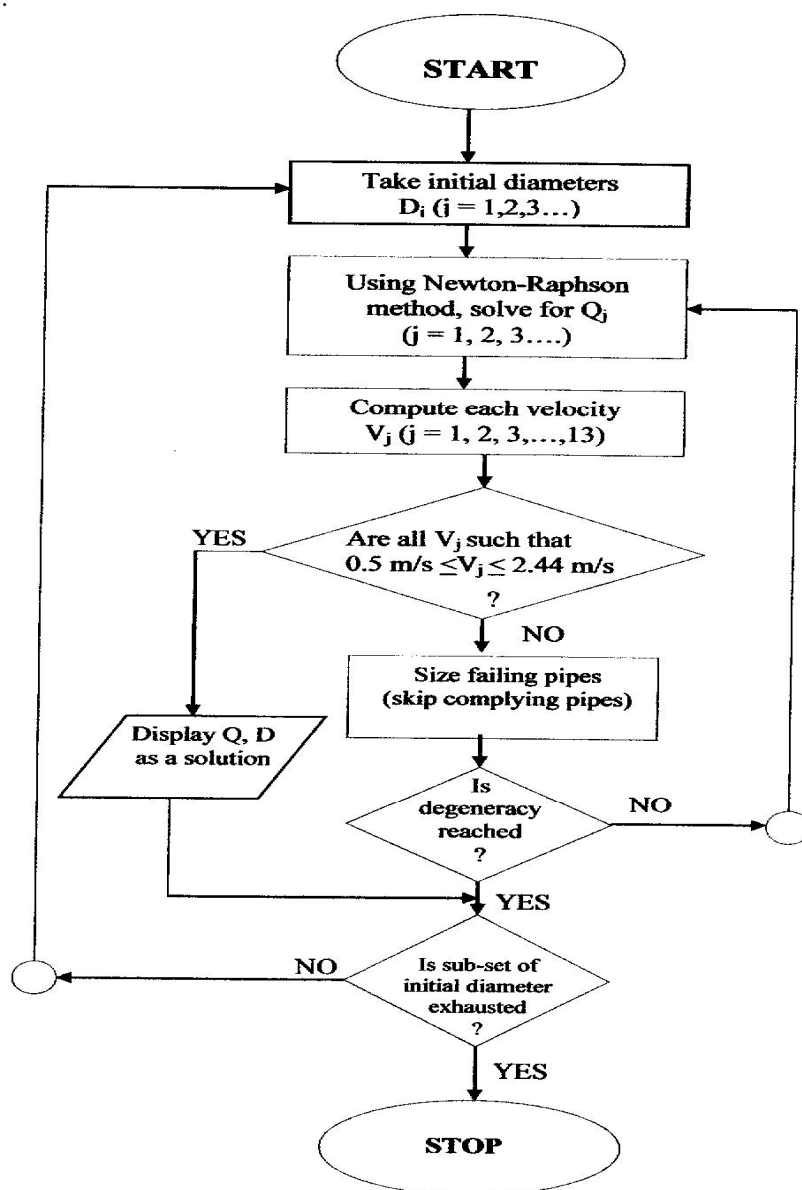 START
Take initial diameters
Di (j = 1,2,3...)
Using Newton-Raphson
method, solve for Qj
(j = 1, 2, 3....)
Compute each velocity
Vj (j = 1, 2, 3,...,13)
YES
Are all Vj such that
0.5 m/s ≤Vj ≤ 2.44 m/s
?
NO
Size failing pipes
(skip complying pipes)
Display Q, D
as a solution
Is
degeneracy
reached
?
NO
YES
NO
Is sub-set of
initial diameter
exhausted
?
YES
STOP